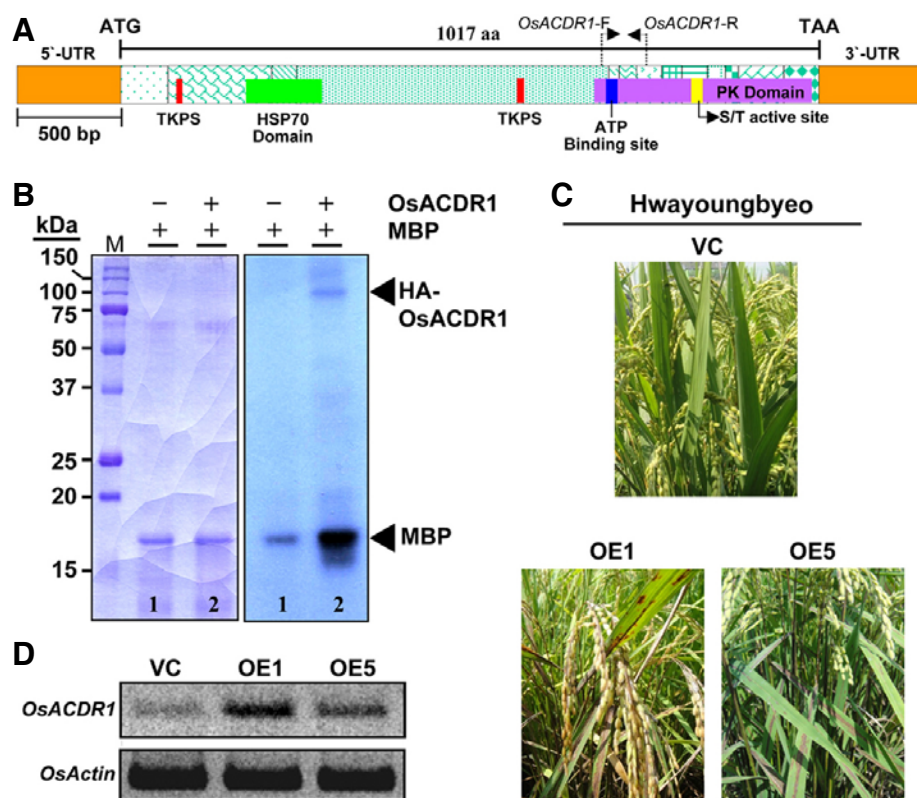 A
ATG
1017 aa
OsACDR1-F
OsACDR1-R
TAA
5`-UTR
3`-UTR
500 bp
TKPS
HSP70
Domain
TKPS
ATP
Binding site
PK Domain
S/T active site
B
kDa
M
– + – + OsACDR1
+ + + + MBP
150
100
75
50
37
25
20
15
1 2 1 2
HA-
OsACDR1
MBP
C
Hwayoungbyeo
VC
OE1
OE5
D
VC OE1 OE5
OsACDR1
OsActin